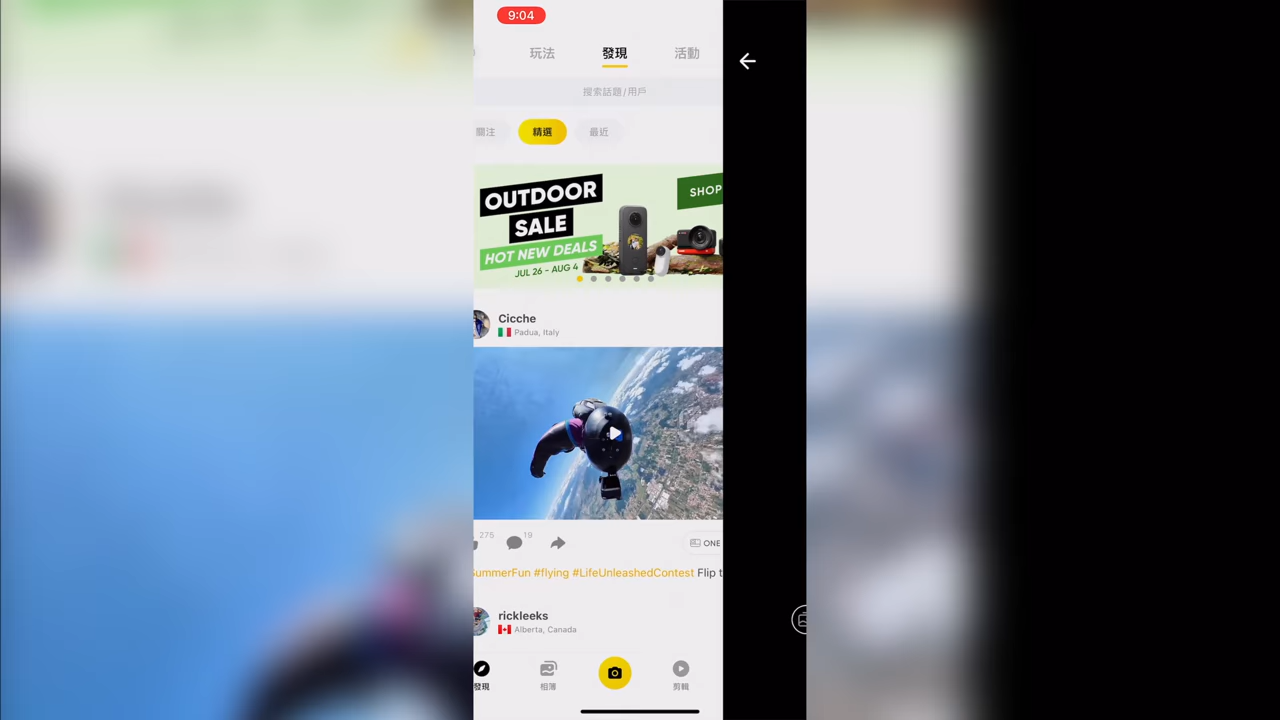 9:04
玩法 發現 活動
搜索話題/用戶
關注 精選 最近
OUTDOOR
SALE
HOT NEW DEALS
JUL 26 - AUG 4
SHOP
Cicche
Padua, Italy
275 19
ONE
ummerFun #flying #LifeUnleashedContest Flip t
rickleeks
Alberta, Canada
發現 相簿 剪輯